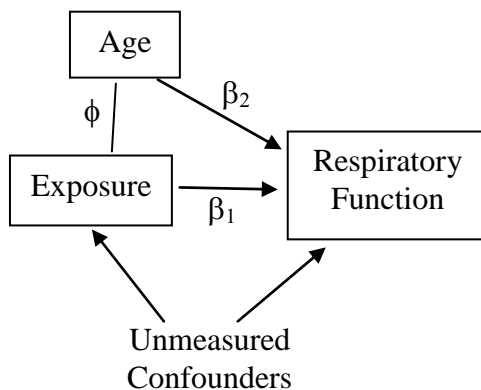 Age
ϕ
β2
Exposure
β1
Respiratory
Function
Unmeasured
Confounders